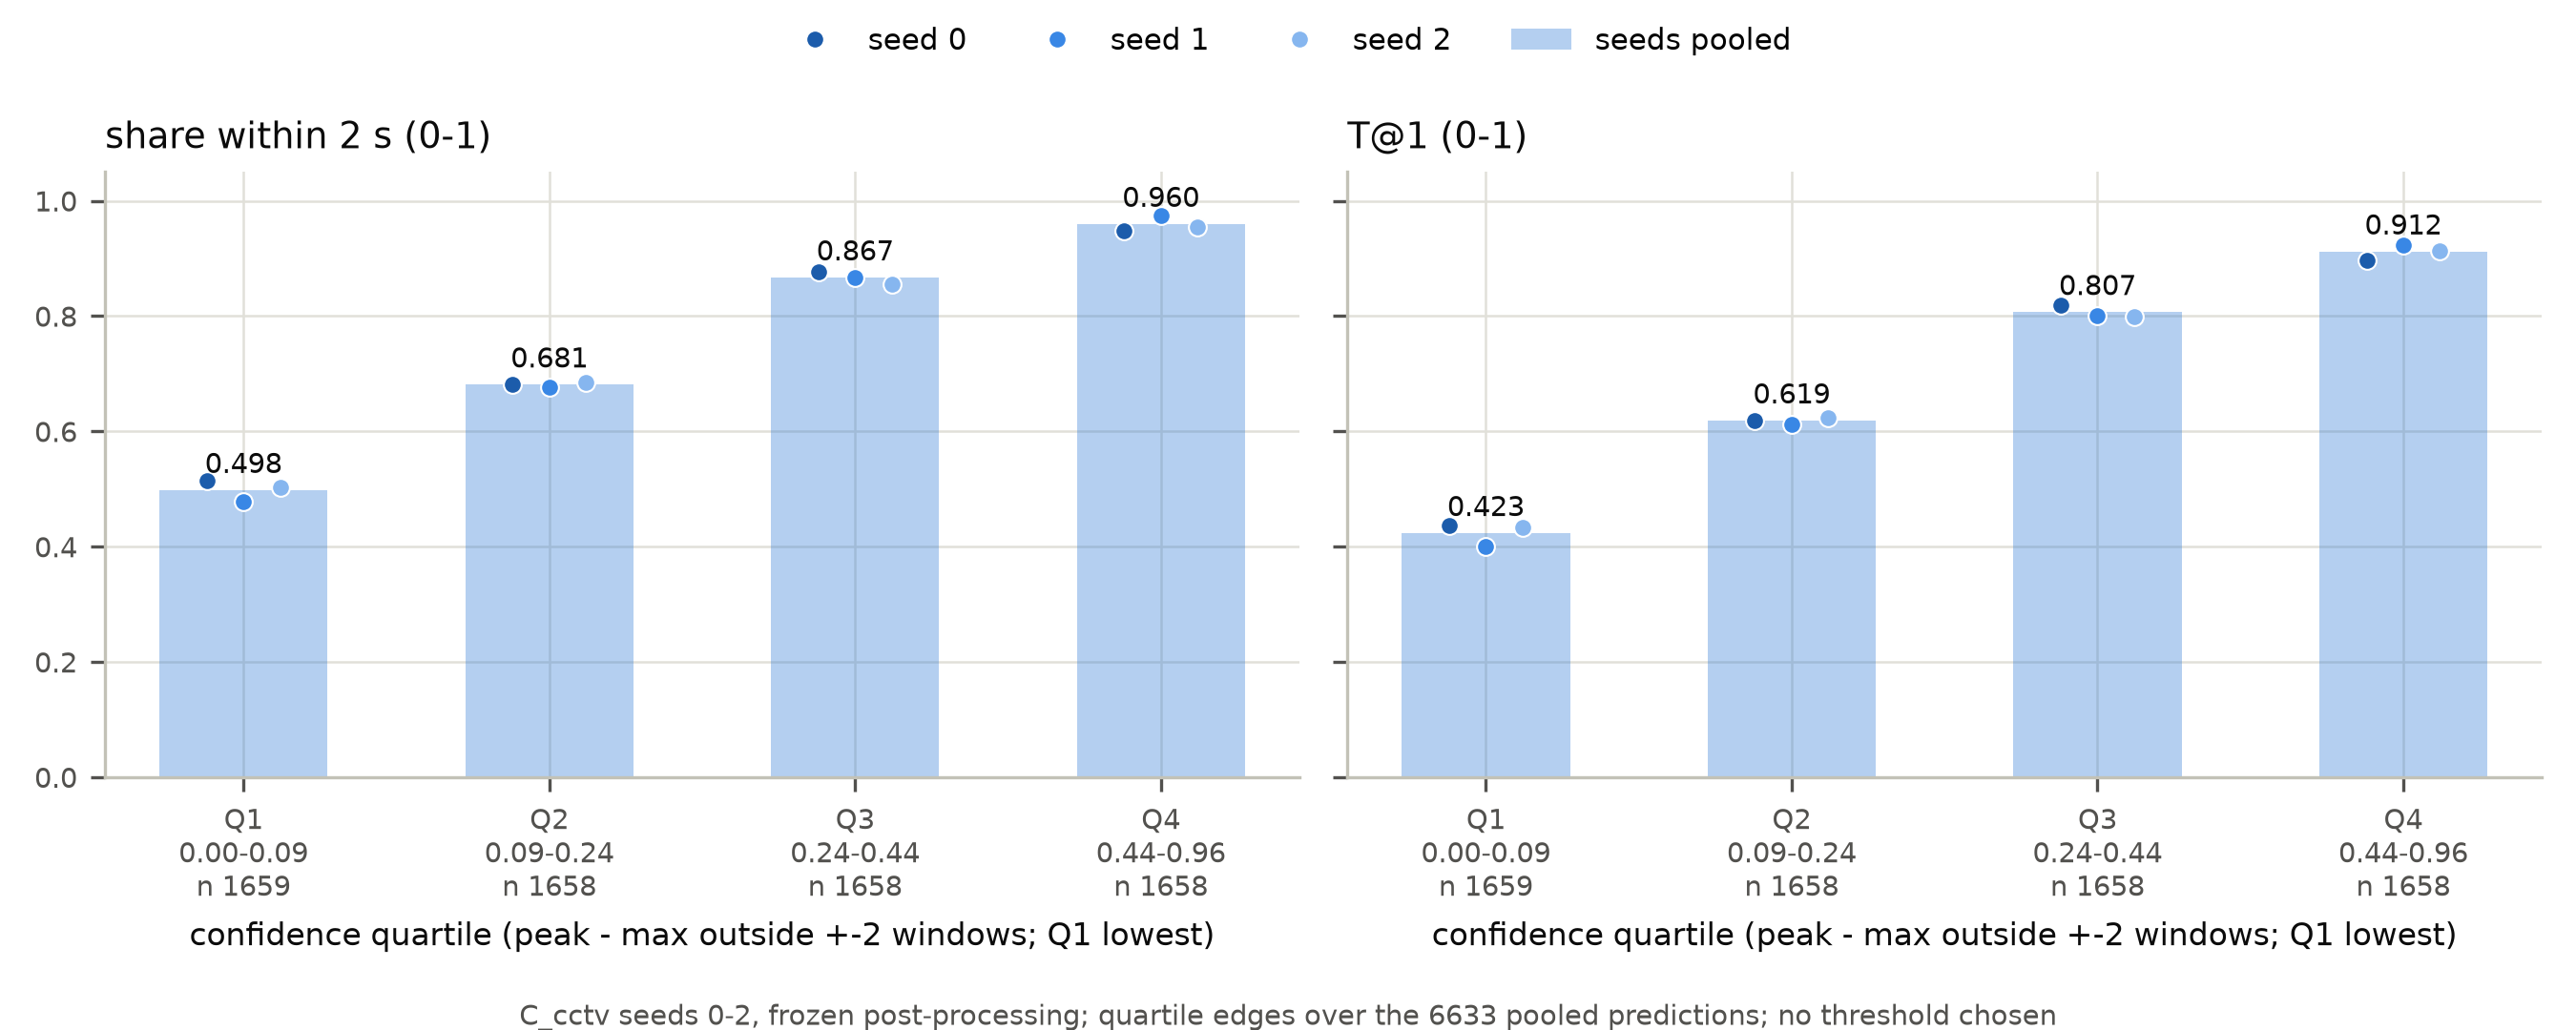 seed 0 seed 1 seed 2 seeds pooled
share within 2 s (0-1)
1.0
0.8
0.6
0.4
0.2
0.0
0.498
0.681
0.867
0.960
Q1 Q2 Q3 Q4
0.00-0.09 0.09-0.24 0.24-0.44 0.44-0.96
n 1659 n 1658 n 1658 n 1658
confidence quartile (peak - max outside +-2 windows; Q1 lowest)
T@1 (0-1)
0.423
0.619
0.807
0.912
Q1 Q2 Q3 Q4
0.00-0.09 0.09-0.24 0.24-0.44 0.44-0.96
n 1659 n 1658 n 1658 n 1658
confidence quartile (peak - max outside +-2 windows; Q1 lowest)
C_cctv seeds 0-2, frozen post-processing; quartile edges over the 6633 pooled predictions; no threshold chosen